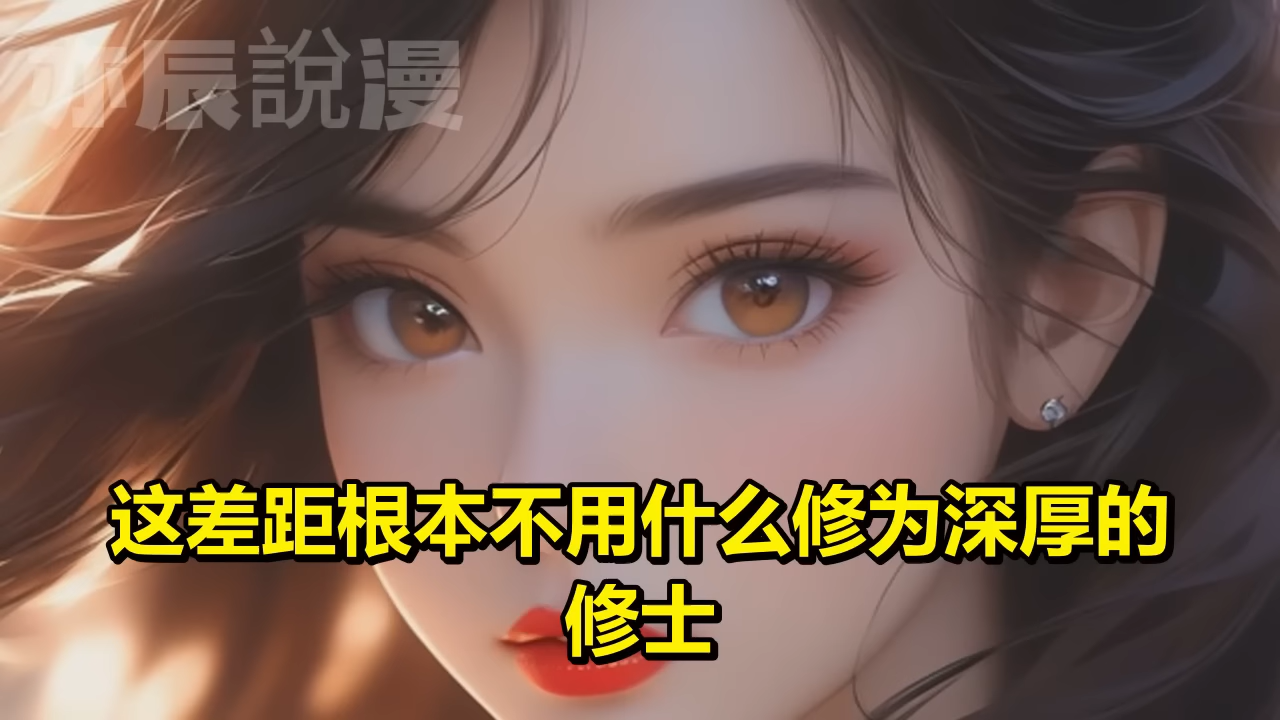 亦辰說漫
这差距根本不用什么修为深厚的
修士